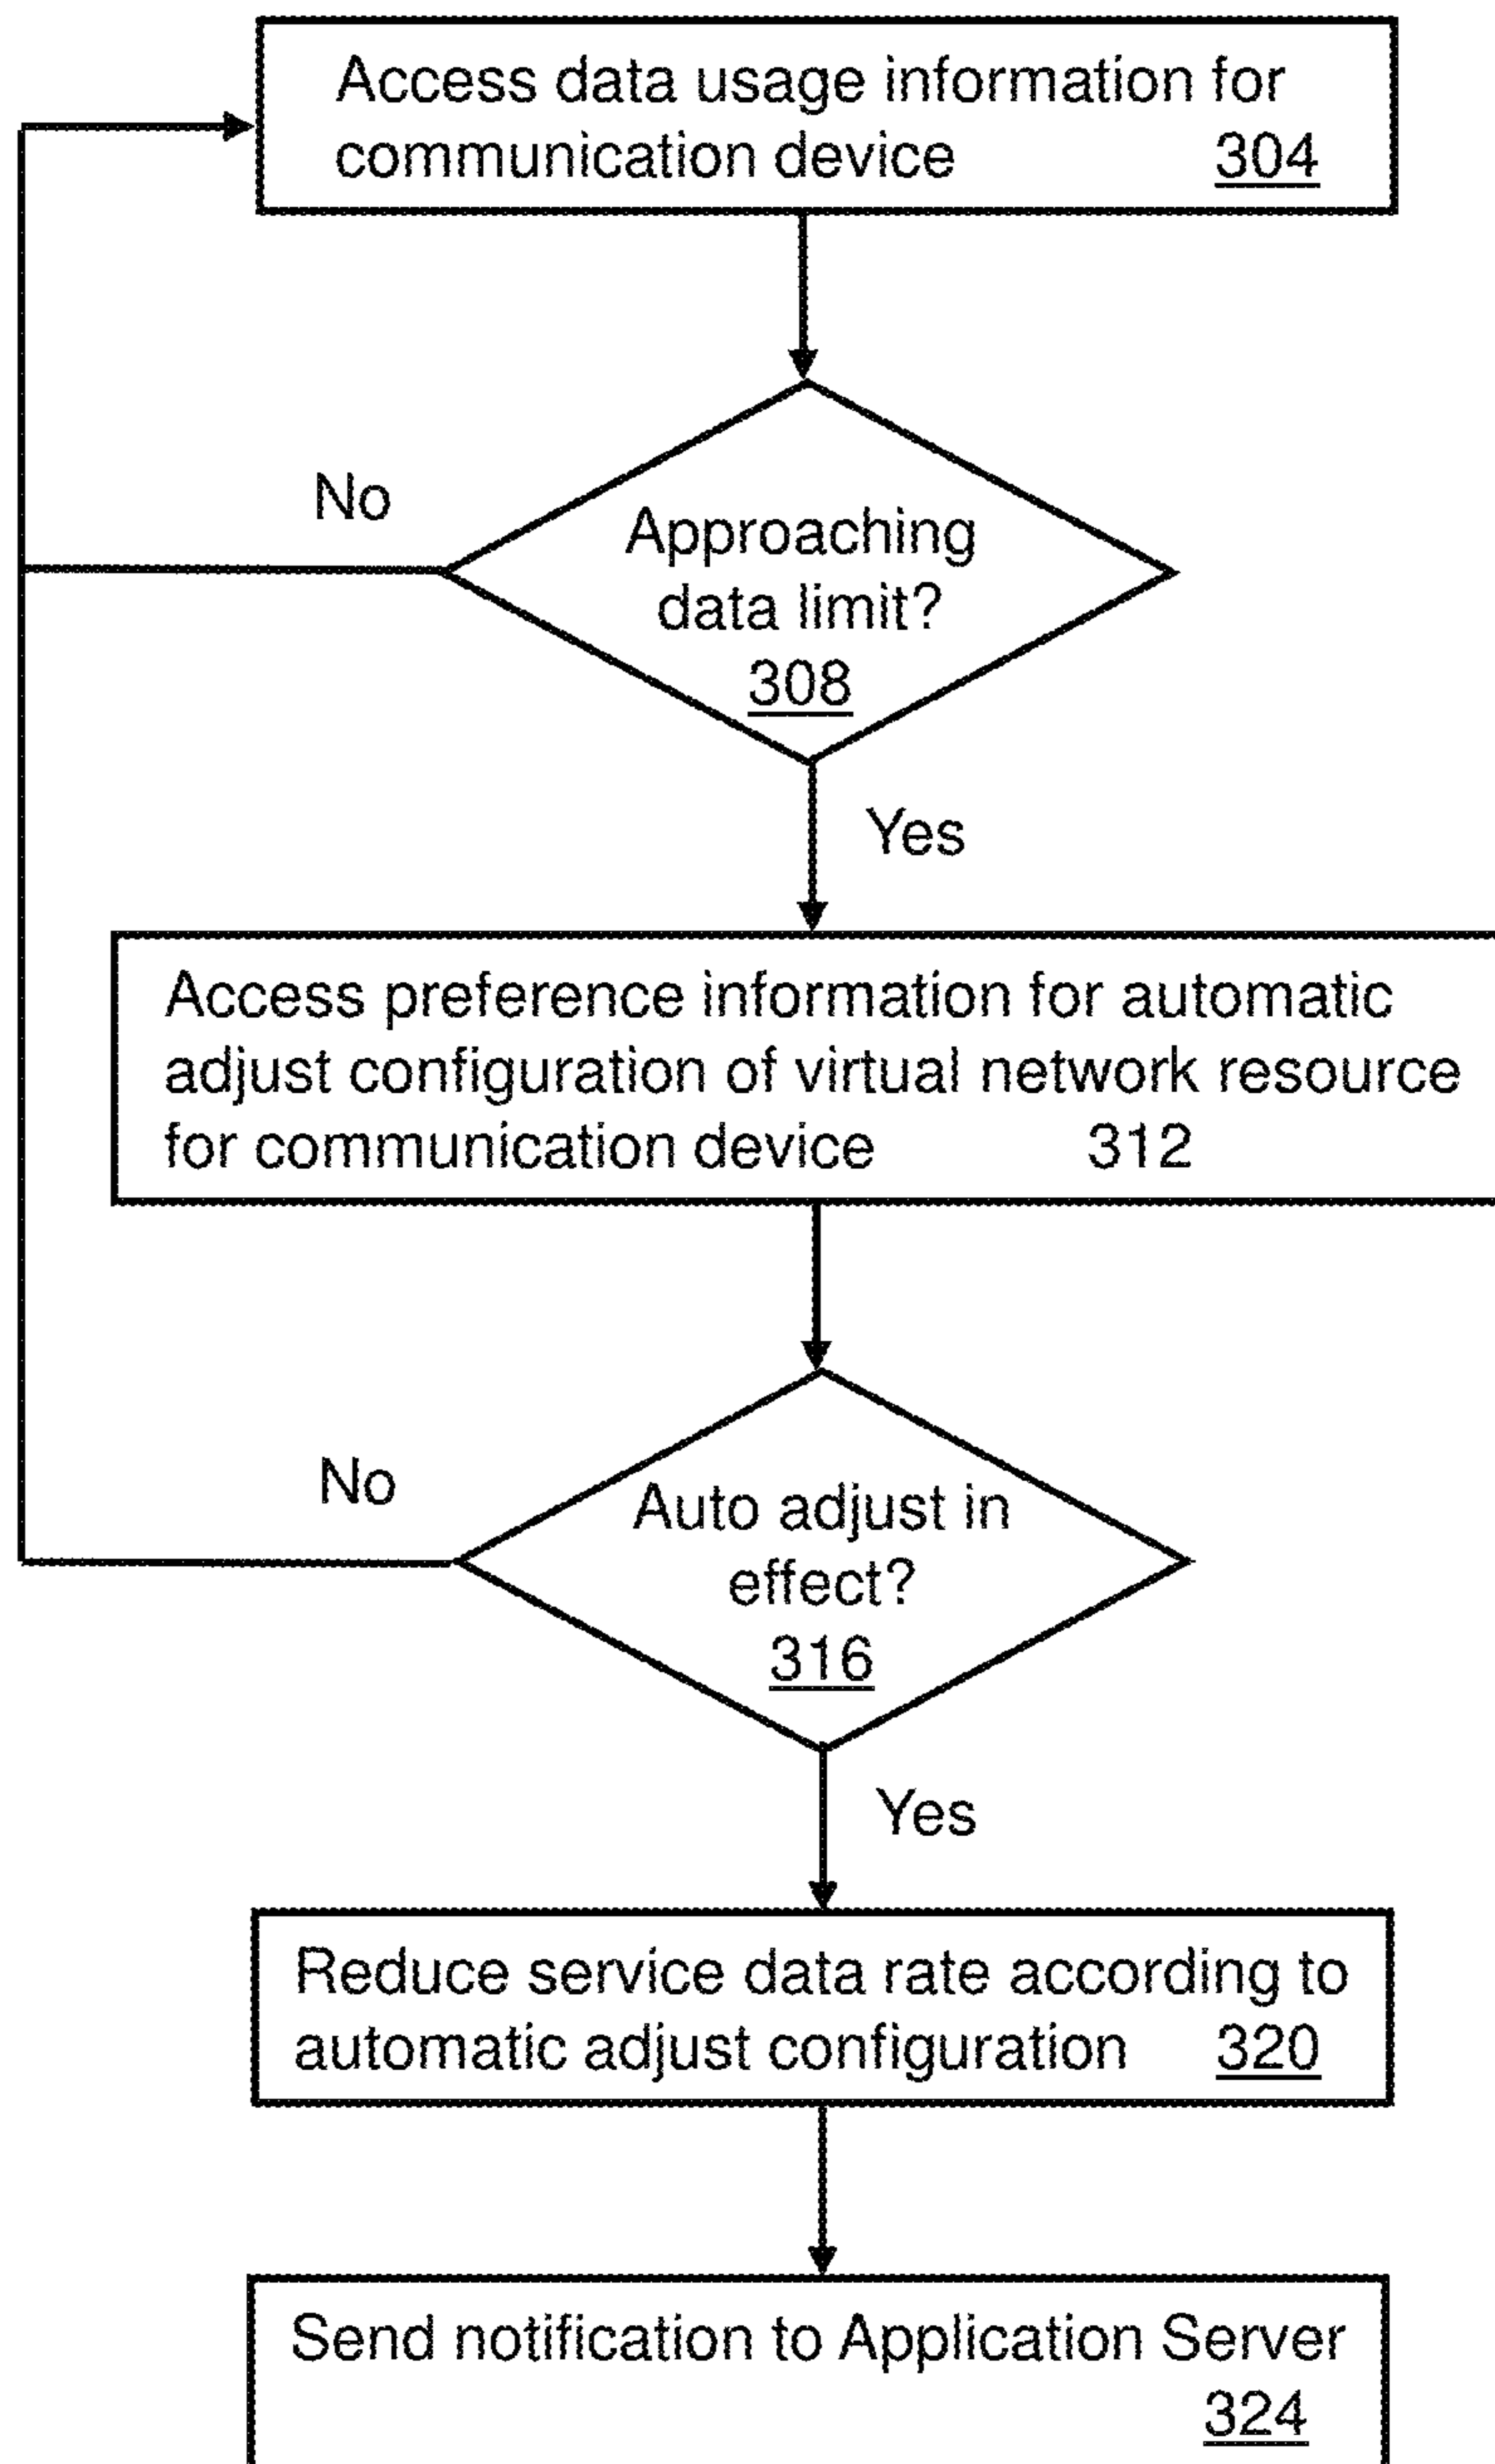 Access data usage information for
communication device 304
No
Approaching
data limit?
308
Yes
Access preference information for automatic
adjust configuration of virtual network resource
for communication device 312
No
Auto adjust in
effect?
316
Yes
Reduce service data rate according to
automatic adjust configuration 320
Send notification to Application Server
324